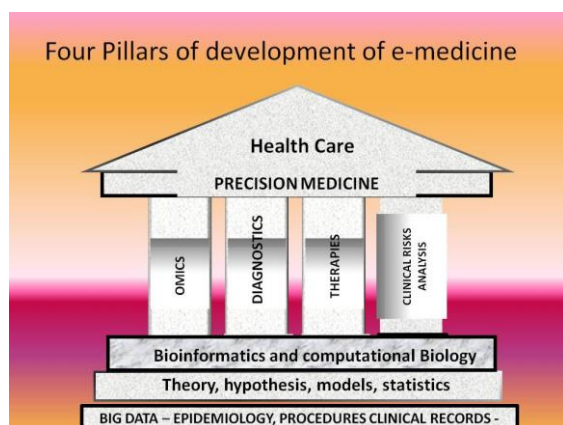 Four Pillars of development of e-medicine
Health Care
PRECISION MEDICINE
OMICS
DIAGNOSTICS
THERAPIES
CLINICAL RISKS
ANALYSIS
Bioinformatics and computational Biology
Theory, hypothesis, models, statistics
BIG DATA – EPIDEMIOLOGY, PROCEDURES CLINICAL RECORDS -